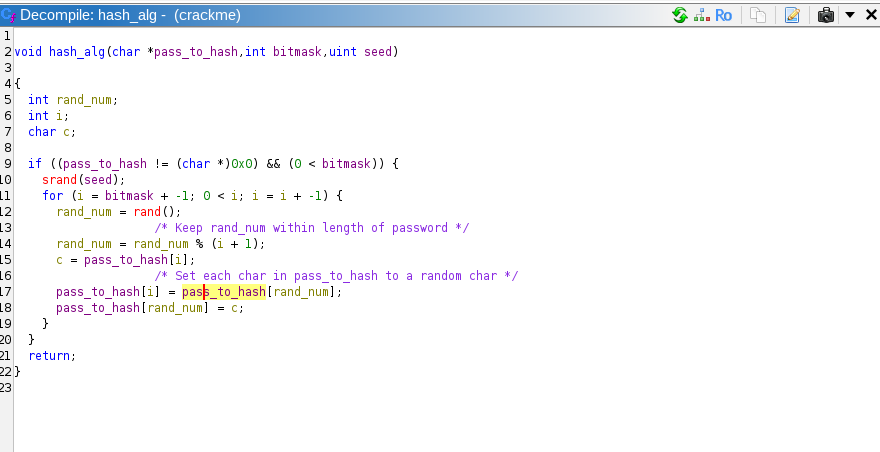 Decompile: hash_alg - (crackme)
Ro
1
2 void hash_alg(char *pass_to_hash,int bitmask,uint seed)
3
4 {
5 int rand_num;
6 int i;
7 char c;
8
9 if ((pass_to_hash != (char *)0x0) && (0 < bitmask)) {
10 srand(seed);
11 for (i = bitmask + -1; 0 < i; i = i + -1) {
12 rand_num = rand();
13 /* Keep rand_num within length of password */
14 rand_num = rand_num % (i + 1);
15 c = pass_to_hash[i];
16 /* Set each char in pass_to_hash to a random char */
17 pass_to_hash[i] = pass_to_hash[rand_num];
18 pass_to_hash[rand_num] = c;
19 }
20 }
21 return;
22 }
23